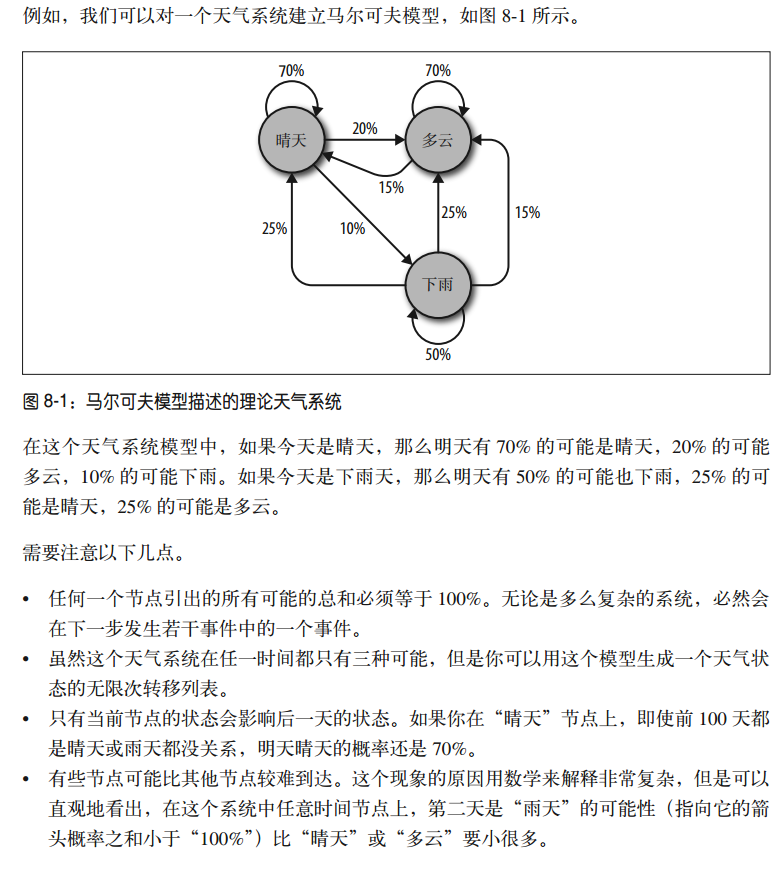 例如，我们可以对一个天气系统建立马尔可夫模型，如图 8-1 所示。
70%
70%
晴天
20%
多云
15%
25%
10%
25%
15%
下雨
50%
图 8-1：马尔可夫模型描述的理论天气系统
在这个天气系统模型中，如果今天是晴天，那么明天有 70% 的可能是晴天，20% 的可能
多云，10% 的可能下雨。如果今天是下雨天，那么明天有 50% 的可能也下雨，25% 的可
能是晴天，25% 的可能是多云。
需要注意以下几点。
• 任何一个节点引出的所有可能的总和必须等于 100%。无论是多么复杂的系统，必然会
在下一步发生若干事件中的一个事件。
• 虽然这个天气系统在任一时间都只有三种可能，但是你可以用这个模型生成一个天气状
态的无限次转移列表。
• 只有当前节点的状态会影响后一天的状态。如果你在“晴天”节点上，即使前 100 天都
是晴天或雨天都没关系，明天晴天的概率还是 70%。
• 有些节点可能比其他节点较难到达。这个现象的原因用数学来解释非常复杂，但是可以
直观地看出，在这个系统中任意时间节点上，第二天是“雨天”的可能性（指向它的箭
头概率之和小于“100%”）比“晴天”或“多云”要小很多。